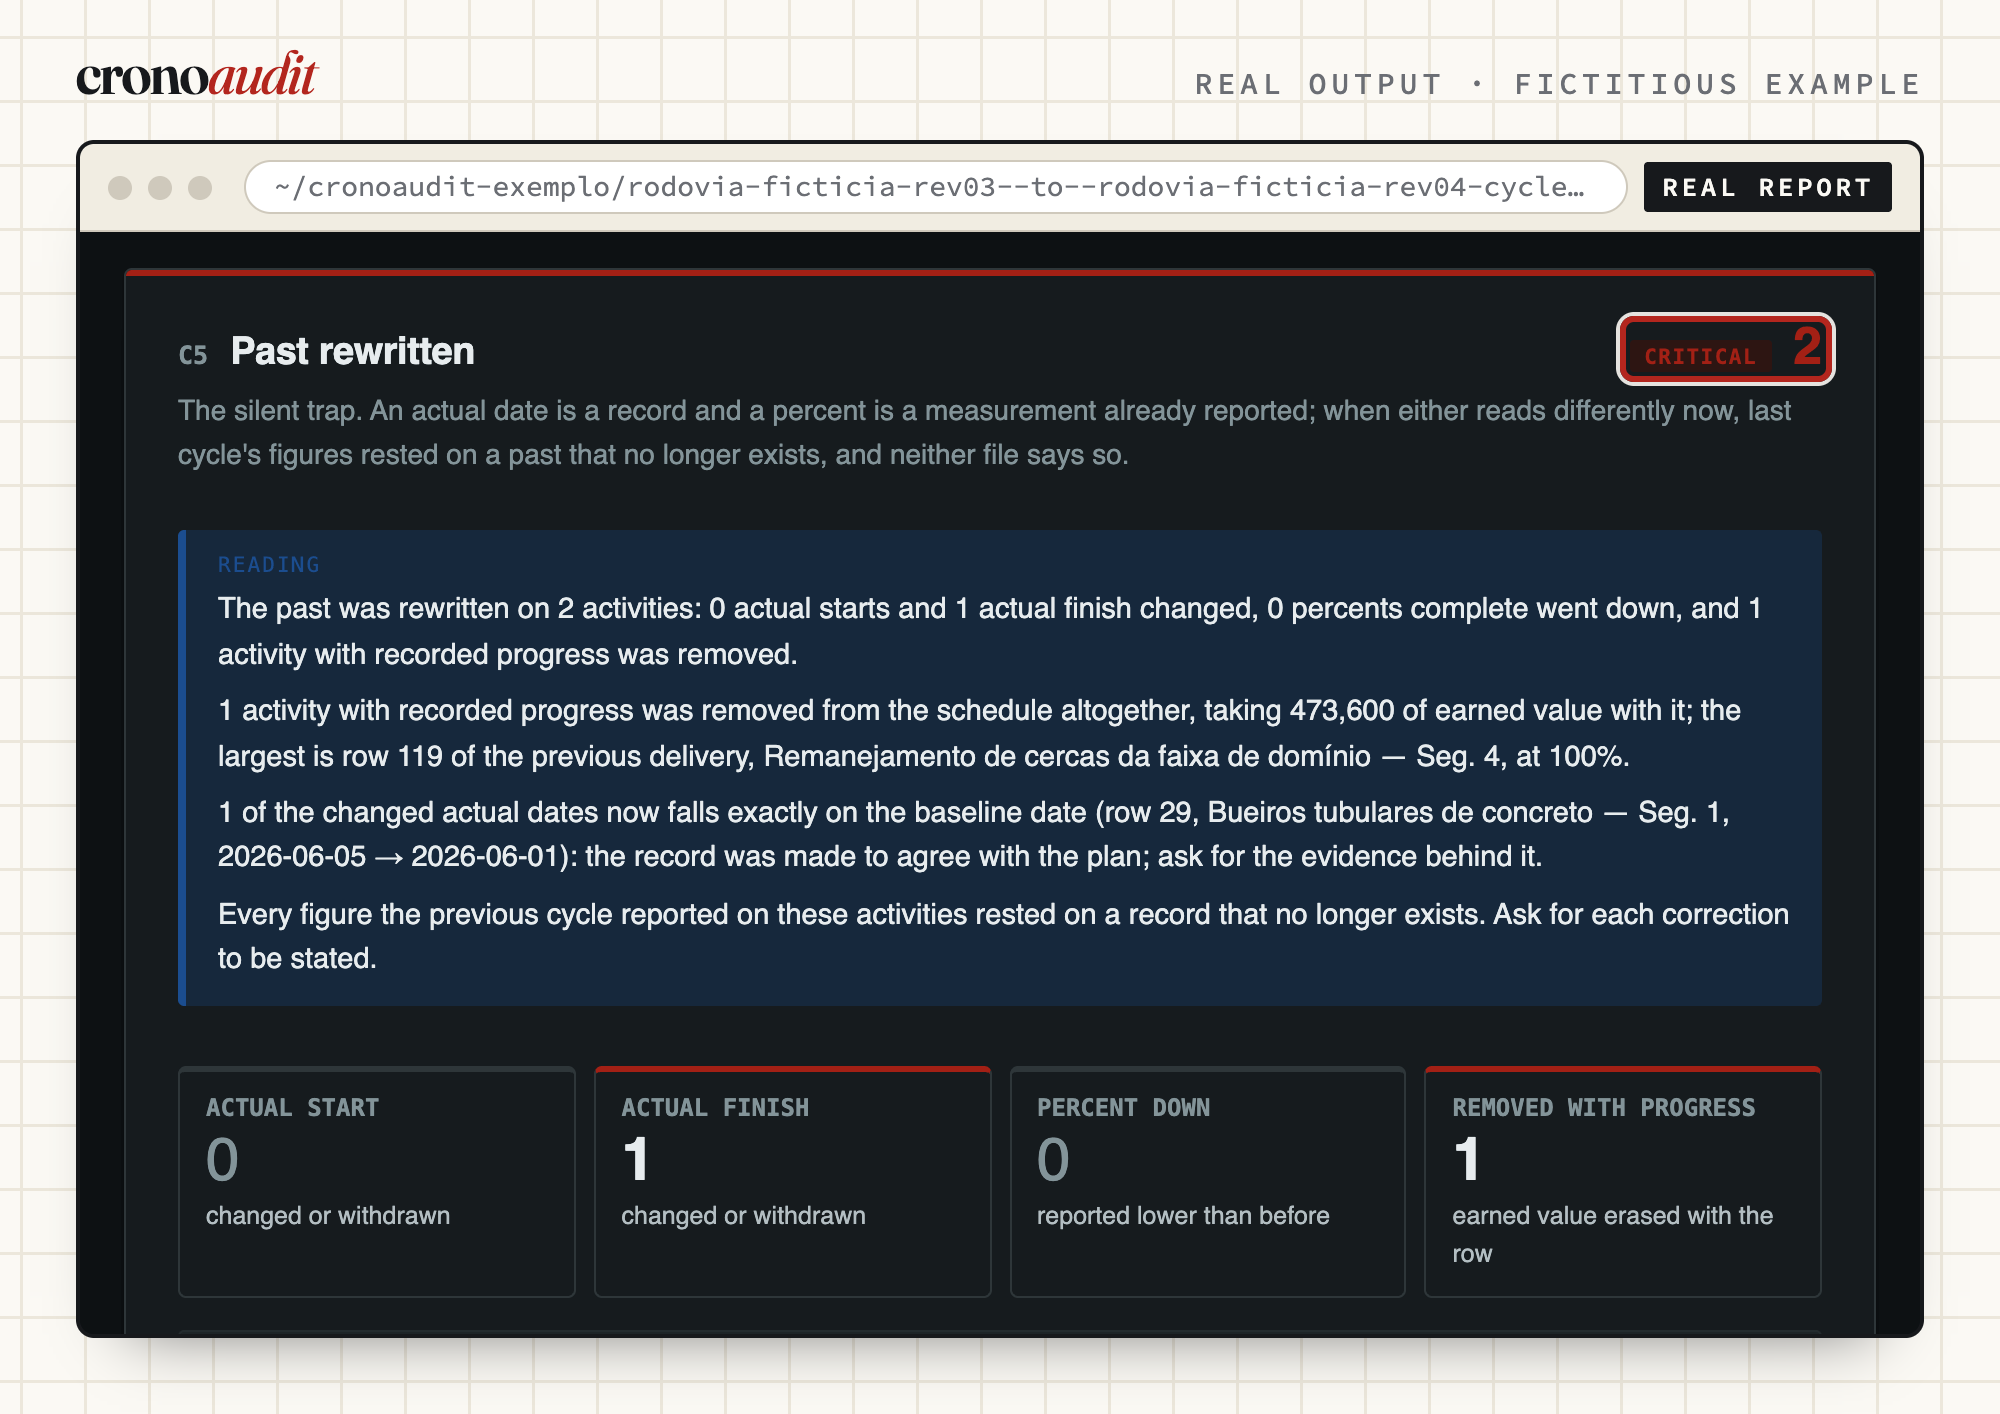 cronoaudit
REAL OUTPUT · FICTITIOUS EXAMPLE
~/cronoaudit-exemplo/rodovia-ficticia-rev03--to--rodovia-ficticia-rev04-cycle…
REAL REPORT
C5 Past rewritten
CRITICAL 2
The silent trap. An actual date is a record and a percent is a measurement already reported; when either reads differently now, last
cycle's figures rested on a past that no longer exists, and neither file says so.
READING
The past was rewritten on 2 activities: 0 actual starts and 1 actual finish changed, 0 percents complete went down, and 1
activity with recorded progress was removed.
1 activity with recorded progress was removed from the schedule altogether, taking 473,600 of earned value with it; the
largest is row 119 of the previous delivery, Remanejamento de cercas da faixa de domínio — Seg. 4, at 100%.
1 of the changed actual dates now falls exactly on the baseline date (row 29, Bueiros tubulares de concreto — Seg. 1,
2026-06-05 → 2026-06-01): the record was made to agree with the plan; ask for the evidence behind it.
Every figure the previous cycle reported on these activities rested on a record that no longer exists. Ask for each correction
to be stated.
ACTUAL START
0
changed or withdrawn
ACTUAL FINISH
1
changed or withdrawn
PERCENT DOWN
0
reported lower than before
REMOVED WITH PROGRESS
1
earned value erased with the
row